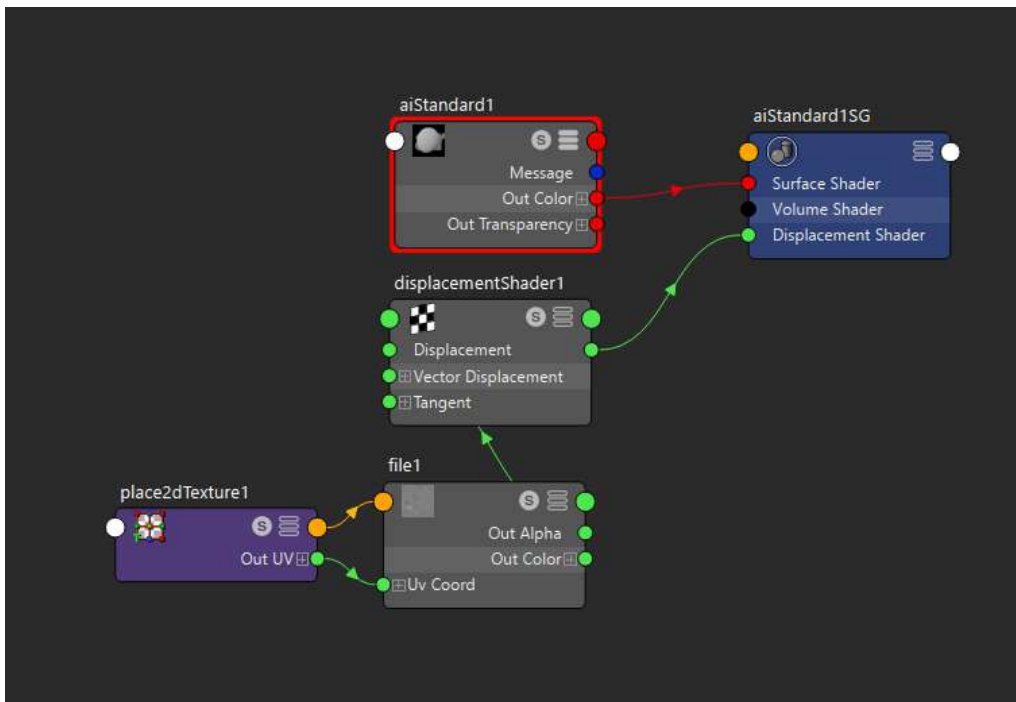 aiStandard1
S
Message
Out Color
Out Transparency
aiStandard1SG
Surface Shader
Volume Shader
Displacement Shader
displacementShader1
S
Displacement
Vector Displacement
Tangent
file1
S
Out Alpha
Out Color
Uv Coord
place2dTexture1
S
Out UV